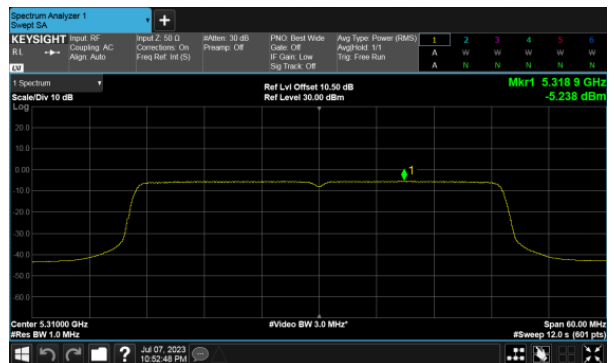 Spectrum Analyzer 1
Swept SA
+
KEYSIGHT Input: RF Input Z: 50 Ω #Atten: 30 dB PNO: Best Wide Avg Type: Power (RMS) 1 2 3 4 5 6
RL Coupling: AC Corrections: On Preamp: Off Gate: Off Avg|Hold: 1/1 A W W W W W
Align: Auto Freq Ref: Int (S) IF Gain: Low Trig: Free Run
LXI Sig Track: Off A N N N N N
1 Spectrum Ref Lvl Offset 10.50 dB Mkr1 5.318 9 GHz
Scale/Div 10 dB Ref Level 30.00 dBm -5.238 dBm
Log
20.0
10.0
0.00
1
-10.0
-20.0
-30.0
-40.0
-50.0
-60.0
Center 5.31000 GHz #Video BW 3.0 MHz* Span 60.00 MHz
#Res BW 1.0 MHz #Sweep 12.0 s (601 pts)
? Jul 07, 2023
10:52:48 PM